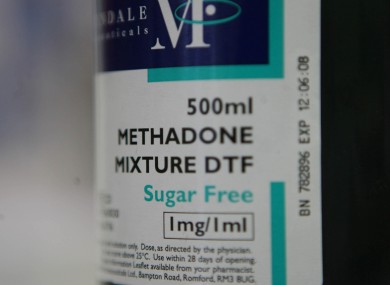 NDALE
ceuticals
M
500ml
METHADONE
MIXTURE DTF
Sugar Free
1mg/1ml
only. Dose, as directed by the physician.
above 25°C. Use within 28 days of opening.
Information Leaflet available from your pharmacist.
Ltd., Bampton Road, Romford, RM3 8UG.
BN 782896 EXP 12:06:08